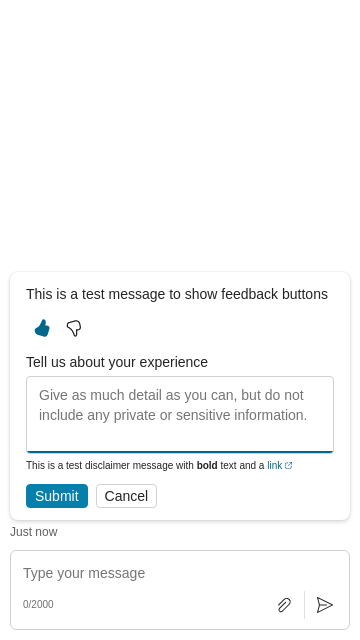 This is a test message to show feedback buttons
Tell us about your experience
Give as much detail as you can, but do not
include any private or sensitive information.
This is a test disclaimer message with bold text and a link
Submit Cancel
Just now
Type your message
0/2000